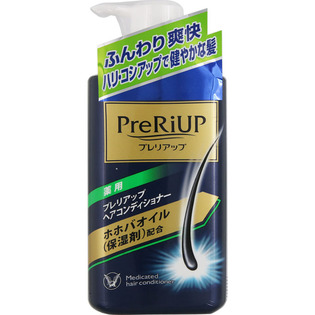 ふんわり爽快
ハリ・コシアップで健やかな髪
PreRiUP
プレリアップ
薬用
プレリアップ
ヘアコンディショナー
ホホバオイル
(保湿剤)配合
Medicated
hair conditioner